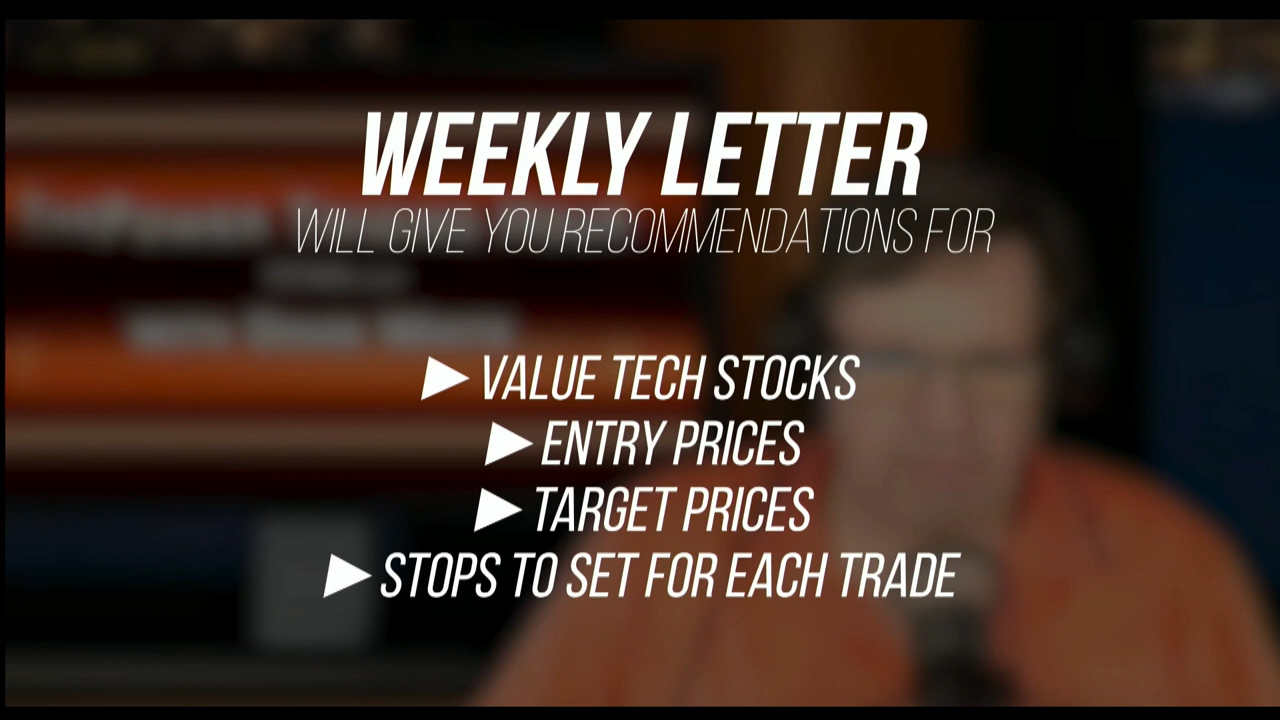 WEEKLY LETTER
WILL GIVE YOU RECOMMENDATIONS FOR
► VALUE TECH STOCKS
► ENTRY PRICES
► TARGET PRICES
► STOPS TO SET FOR EACH TRADE